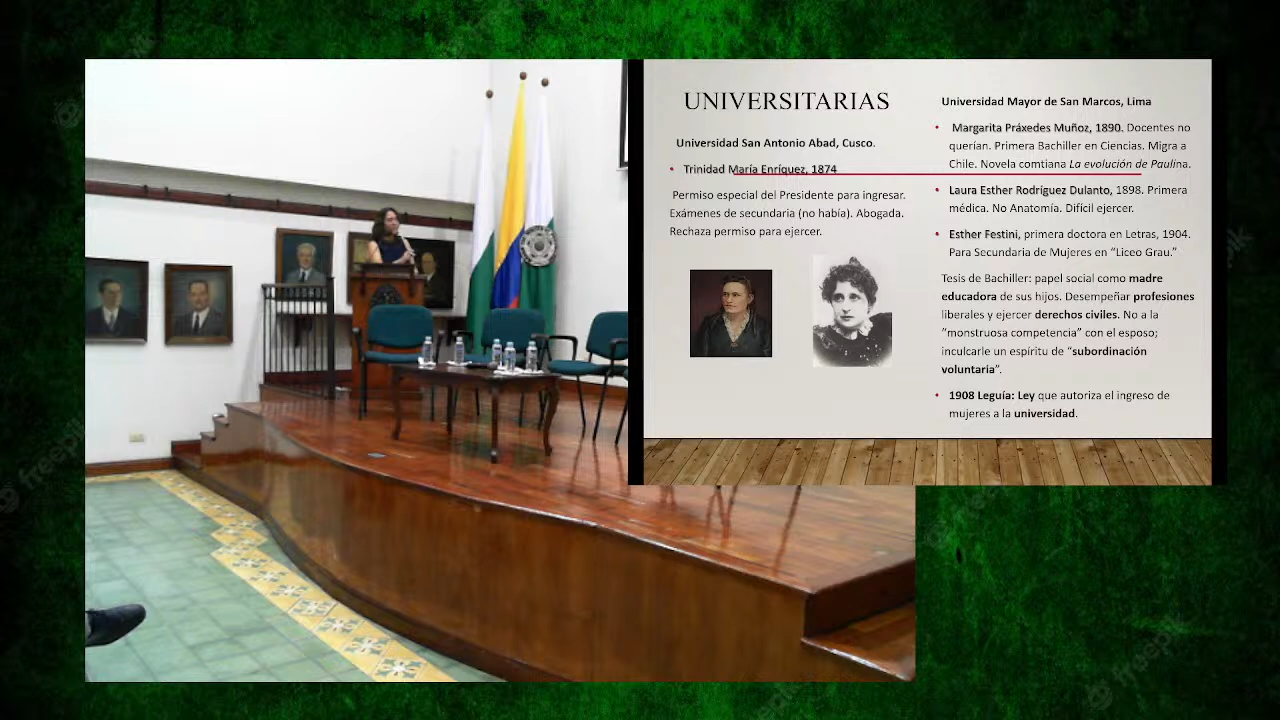 UNIVERSITARIAS
Universidad San Antonio Abad, Cusco.
• Trinidad María Enríquez, 1874
Permiso especial del Presidente para ingresar.
Exámenes de secundaria (no había). Abogada.
Rechaza permiso para ejercer.
Universidad Mayor de San Marcos, Lima
• Margarita Práxedes Muñoz, 1890. Docentes no
querían. Primera Bachiller en Ciencias. Migra a
Chile. Novela comtiana La evolución de Paulina.
• Laura Esther Rodríguez Dulanto, 1898. Primera
médica. No Anatomía. Difícil ejercer.
• Esther Festini, primera doctora en Letras, 1904.
Para Secundaria de Mujeres en “Liceo Grau.”
Tesis de Bachiller: papel social como madre
educadora de sus hijos. Desempeñar profesiones
liberales y ejercer derechos civiles. No a la
“monstruosa competencia” con el esposo;
inculcarle un espíritu de “subordinación
voluntaria”.
• 1908 Leguía: Ley que autoriza el ingreso de
mujeres a la universidad.
freepik
freepik